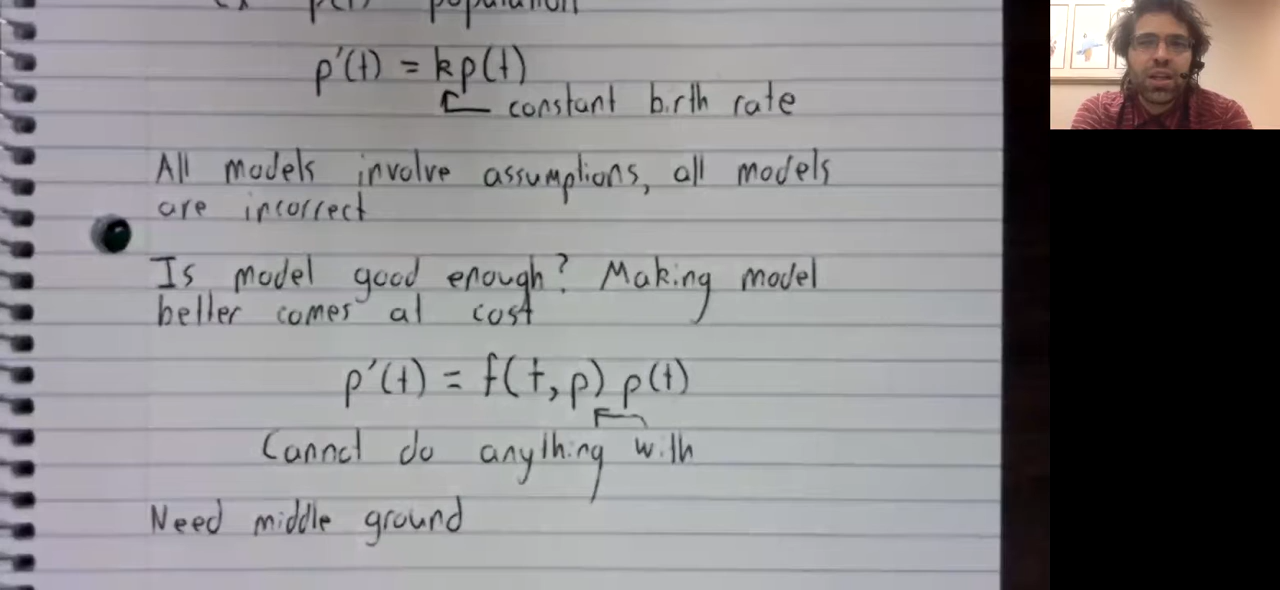 p(t) population
p'(t) = kp(t)
constant birth rate
All models involve assumptions, all models
are incorrect
Is model good enough? Making model
better comes at cost
p'(t) = f(t,p) p(t)
Cannot do anything with
Need middle ground